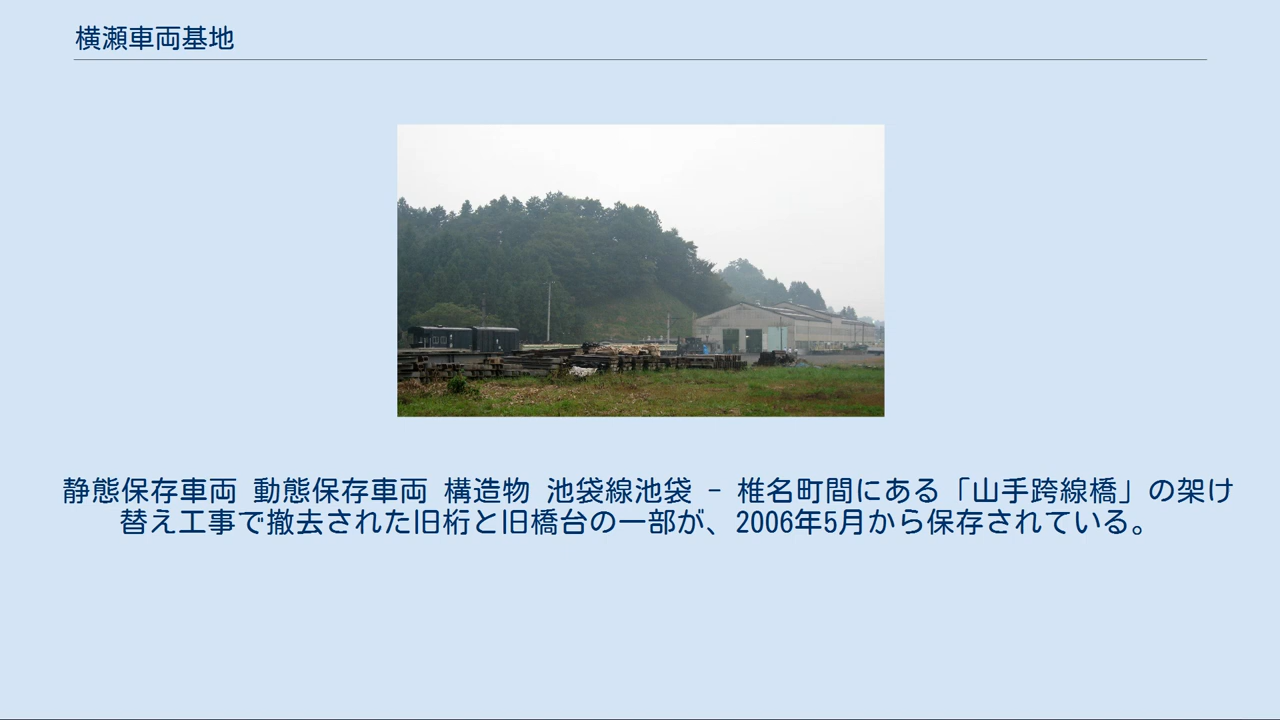 横瀬車両基地
静態保存車両 動態保存車両 構造物 池袋線池袋 - 椎名町間にある「山手跨線橋」の架け
替え工事で撤去された旧桁と旧橋台の一部が、2006年5月から保存されている。